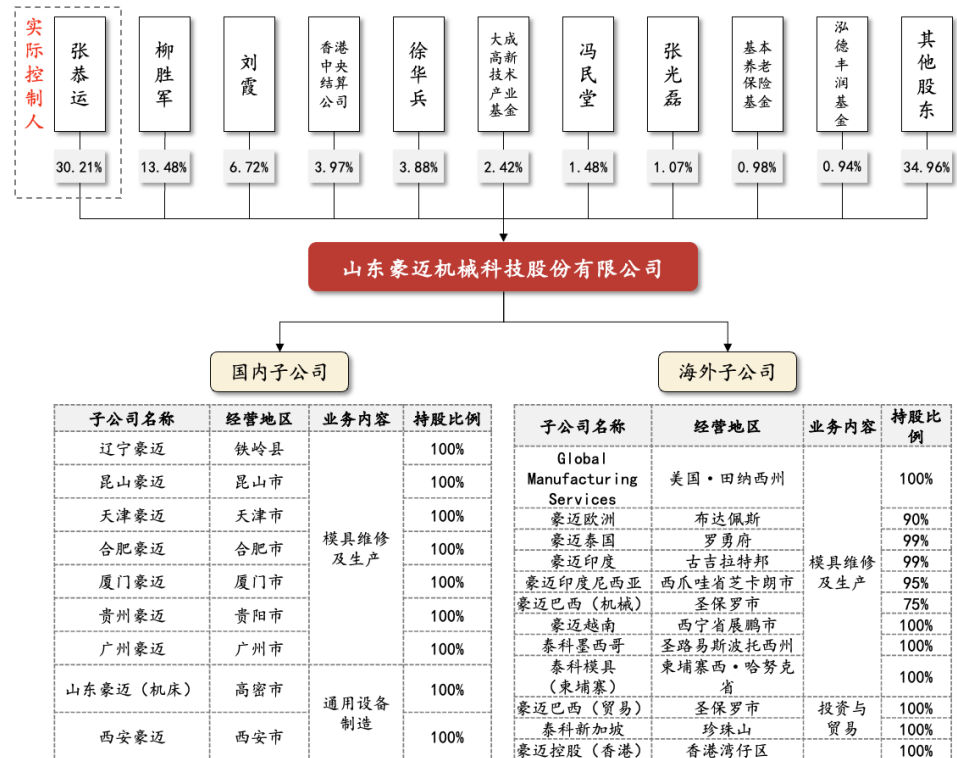 实际控制人
张恭运
柳胜军
刘霞
香港中央结算公司
徐华兵
大成高新技术产业基金
冯民堂
张光磊
基本养老保险基金
泓德丰润基金
其他股东
30.21%
13.48%
6.72%
3.97%
3.88%
2.42%
1.48%
1.07%
0.98%
0.94%
34.96%
山东豪迈机械科技股份有限公司
国内子公司
子公司名称 经营地区 业务内容 持股比例
辽宁豪迈 铁岭县 100%
昆山豪迈 昆山市 100%
天津豪迈 天津市 100%
模具维修
及生产
合肥豪迈 合肥市 100%
厦门豪迈 厦门市 100%
贵州豪迈 贵阳市 100%
广州豪迈 广州市 100%
山东豪迈（机床） 高密市 100%
通用设备
制造
西安豪迈 西安市 100%
海外子公司
子公司名称 经营地区 业务内容 持股比
例
Global
Manufacturing
Services
美国·田纳西州 100%
豪迈欧洲 布达佩斯 90%
豪迈泰国 罗勇府 99%
豪迈印度 古吉拉特邦 99%
模具维修
及生产
豪迈印度尼西亚 西爪哇省芝卡朗市 95%
豪迈巴西（机械） 圣保罗市 75%
豪迈越南 西宁省展鹏市 100%
泰科墨西哥 圣路易斯波托西州 100%
泰科模具
（柬埔寨）
柬埔寨西·哈努克
省
100%
豪迈巴西（贸易） 圣保罗市 100%
投资与
贸易
泰科新加坡 珍珠山 100%
豪迈控股（香港） 香港湾仔区 100%